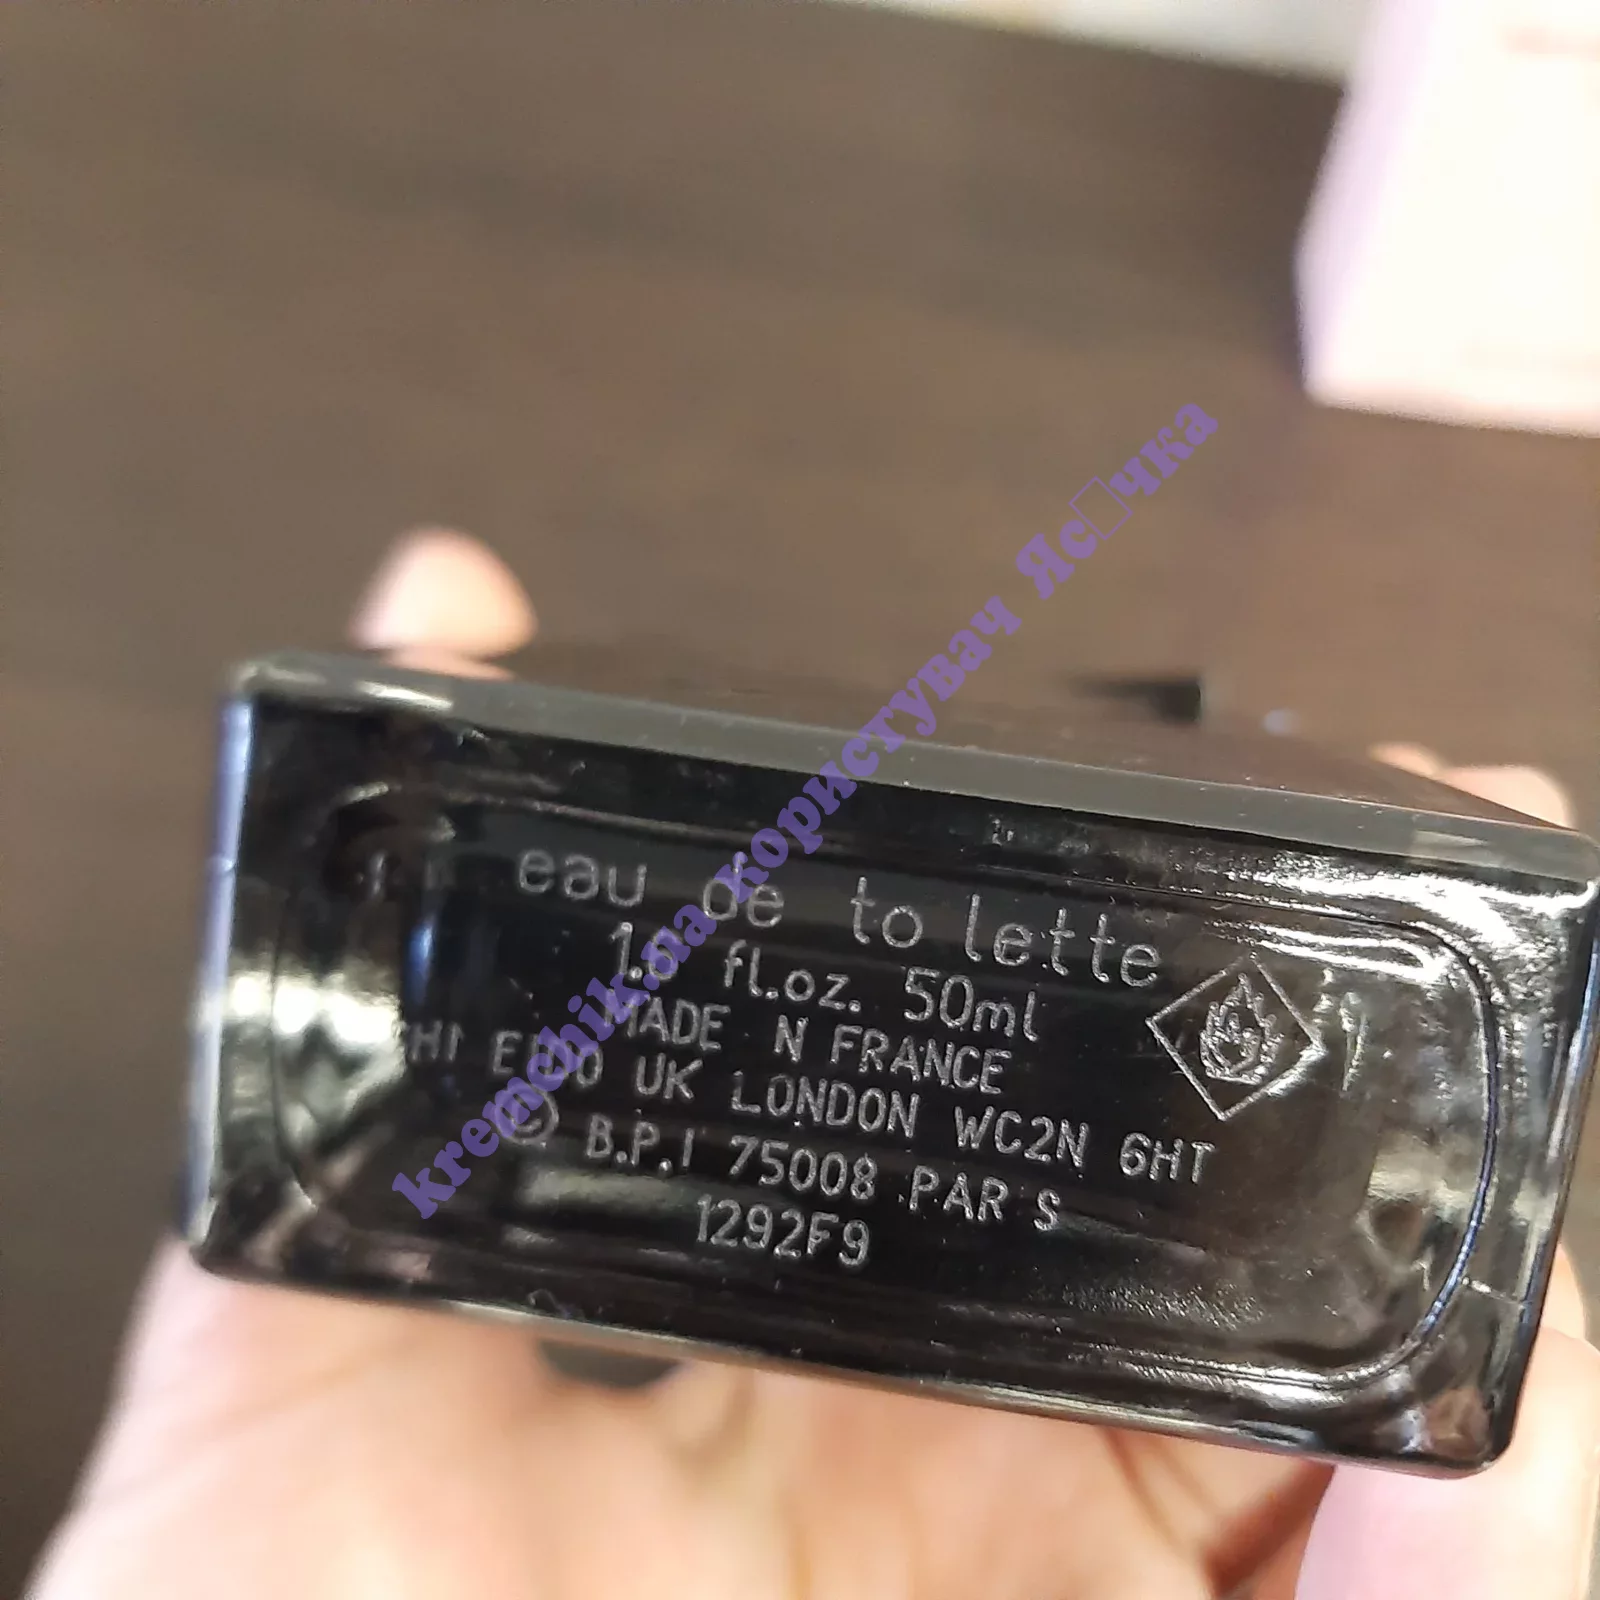 eau de to lette
1. fl.oz. 50ml
MADE N FRANCE
UK LONDON WC2N 6HT
B.P.I 75008 PAR S
1292F9
kremchik.ua користувач